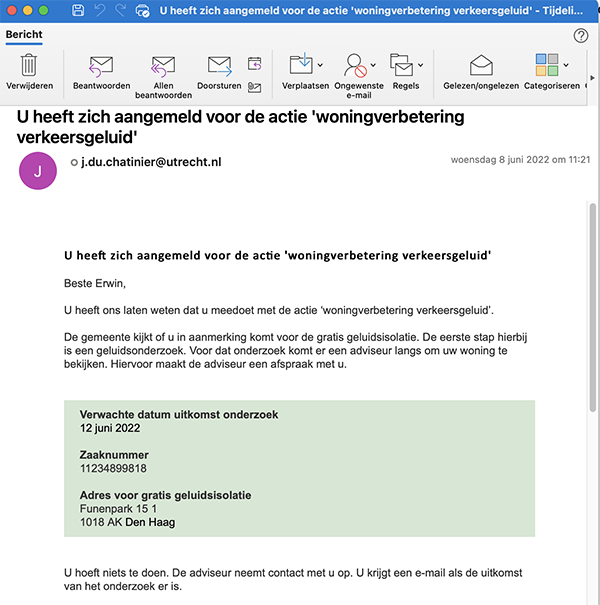 U heeft zich aangemeld voor de actie 'woningverbetering verkeersgeluid' - Tijdeli...
Bericht
Verwijderen
Beantwoorden
Allen beantwoorden
Doorsturen
Verplaatsen
Ongewenste e-mail
Regels
Gelezen/ongelezen
Categoriseren
U heeft zich aangemeld voor de actie 'woningverbetering
verkeersgeluid'
J
j.du.chatinier@utrecht.nl
woensdag 8 juni 2022 om 11:21
U heeft zich aangemeld voor de actie 'woningverbetering verkeersgeluid'
Beste Erwin,
U heeft ons laten weten dat u meedoet met de actie ‘woningverbetering verkeersgeluid’.
De gemeente kijkt of u in aanmerking komt voor de gratis geluidsisolatie. De eerste stap hierbij
is een geluidsonderzoek. Voor dat onderzoek komt er een adviseur langs om uw woning te
bekijken. Hiervoor maakt de adviseur een afspraak met u.
Verwachte datum uitkomst onderzoek
12 juni 2022
Zaaknummer
11234899818
Adres voor gratis geluidsisolatie
Funenpark 15 1
1018 AK Den Haag
U hoeft niets te doen. De adviseur neemt contact met u op. U krijgt een e-mail als de uitkomst
van het onderzoek er is.